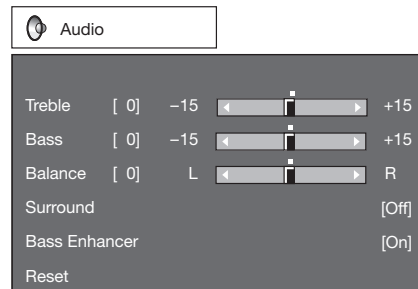 Audio
Treble [ 0] –15 +15
Bass [ 0] –15 +15
Balance [ 0] L R
Surround [Off]
Bass Enhancer [On]
Reset